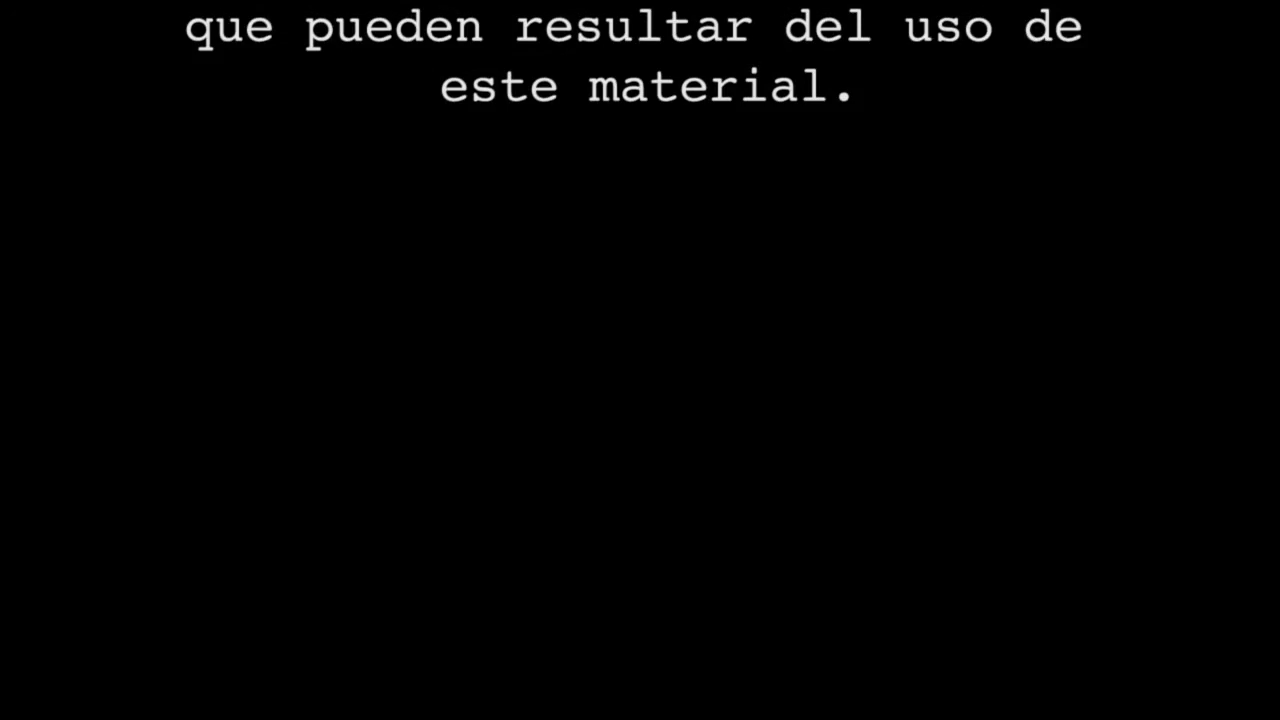 que pueden resultar del uso de
este material.